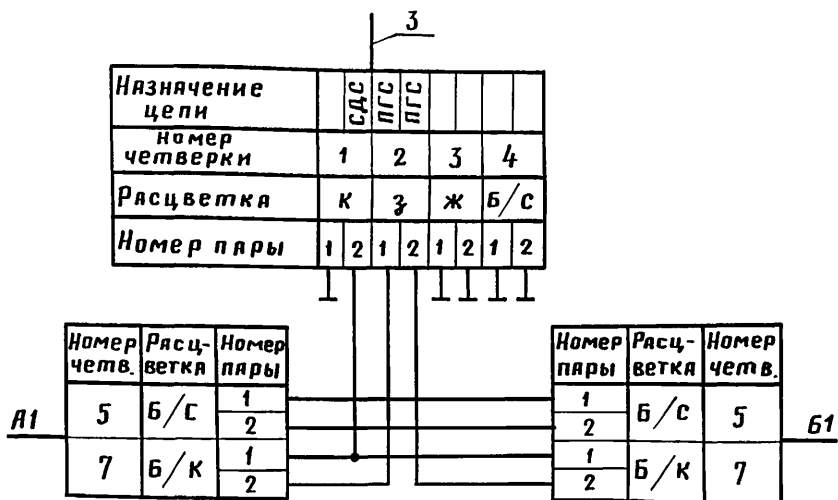 3
Назначение цепи
СДС ПГС ПГС
Номер четверки
1 2 3 4
Расцветка К З Ж Б/С
Номер пары 1 2 1 2 1 2 1 2
Номер четв. Расцветка Номер пары
5 Б/С 1
2
7 Б/К 1
2
А1
Номер пары Расцветка Номер четв.
1 Б/С 5
2
1 Б/К 7
2
Б1